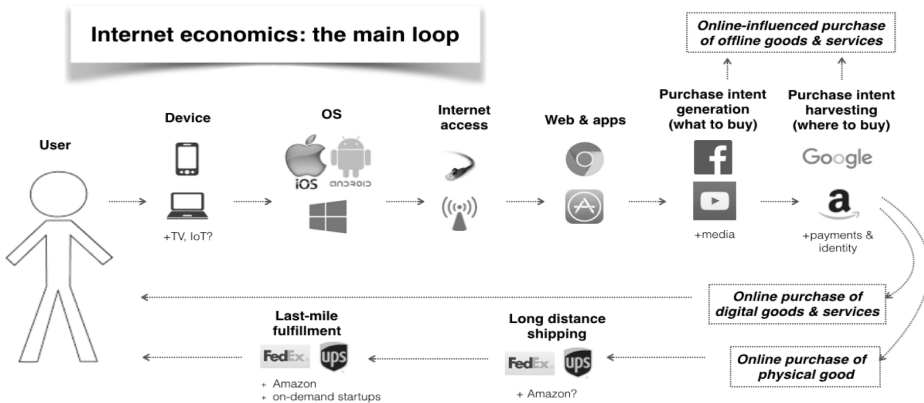 Internet economics: the main loop
Online-influenced purchase
of offline goods & services
User
Device
OS
Internet
access
Web & apps
Purchase intent
generation
(what to buy)
Purchase intent
harvesting
(where to buy)
iOS
ANDROID
Google
+TV, IoT?
+media
+payments &
identity
Online purchase of
digital goods & services
Last-mile
fulfillment
FedEx
ups
+ Amazon
+ on-demand startups
Long distance
shipping
FedEx
ups
+ Amazon?
Online purchase of
physical good